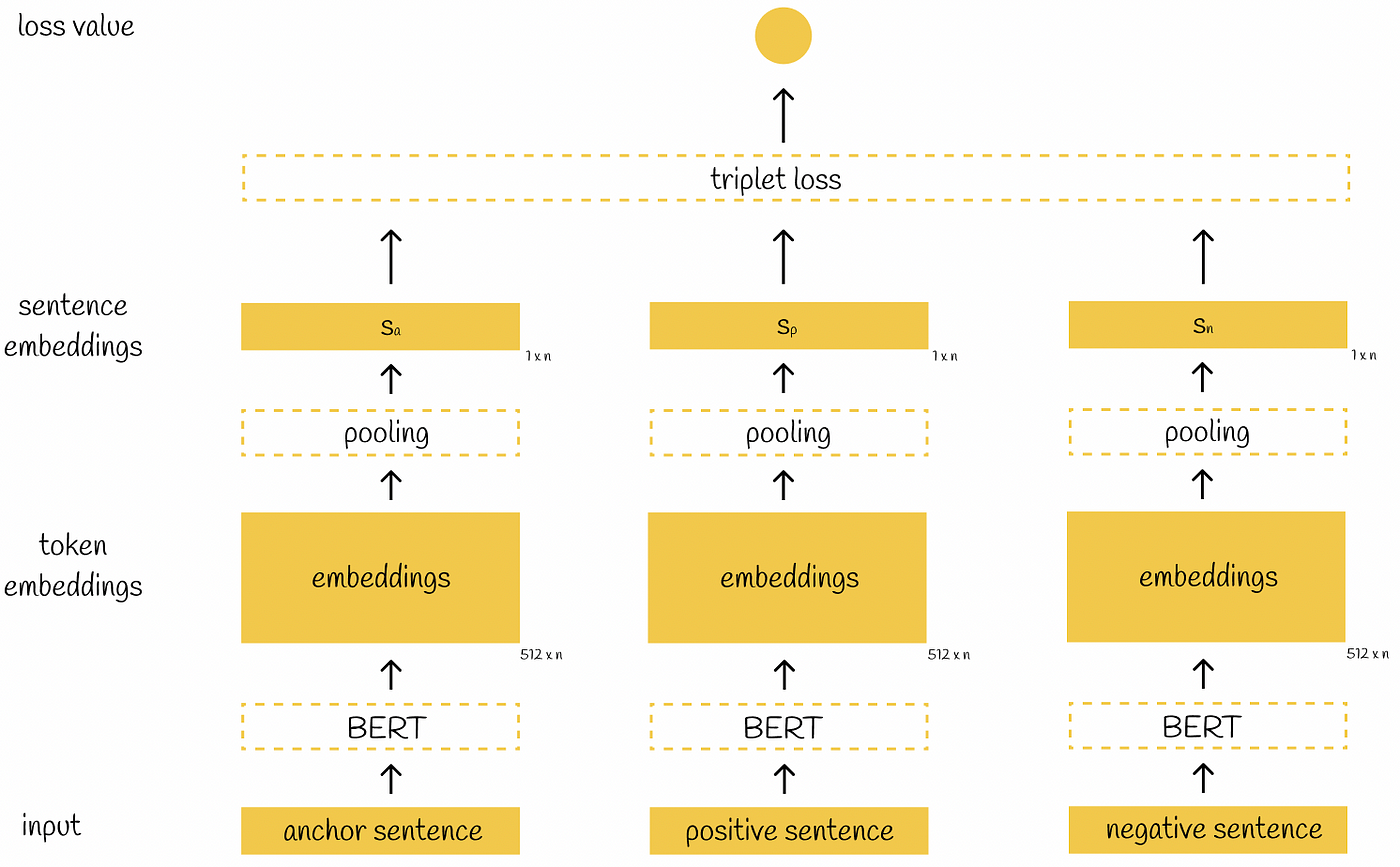 loss value
triplet loss
sentence
embeddings
sₐ
sₚ
sₙ
1 x n
1 x n
1 x n
pooling
pooling
pooling
token
embeddings
embeddings
embeddings
embeddings
512 x n
512 x n
512 x n
BERT
BERT
BERT
input
anchor sentence
positive sentence
negative sentence